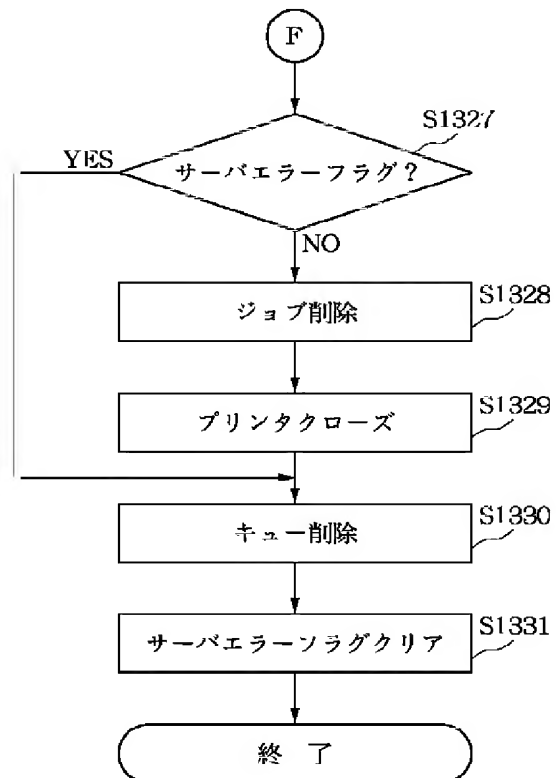 F
S1327
YES
サーバエラーフラグ？
NO
S1328
ジョブ削除
S1329
プリンタクローズ
S1330
キュー削除
S1331
サーバエラーフラグクリア
終了